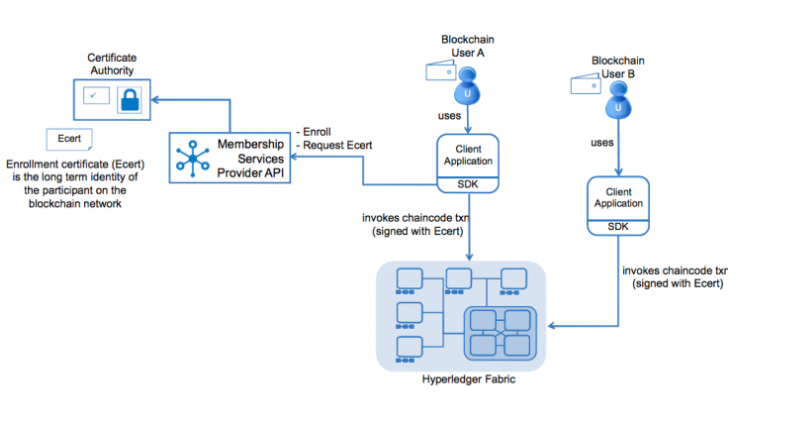 Certificate
Authority
Ecert
Enrollment certificate (Ecert)
is the long term identity of
the participant on the
blockchain network
Membership
Services
Provider API
- Enroll
- Request Ecert
Blockchain
User A
U
uses
Client
Application
SDK
invokes chaincode txn
(signed with Ecert)
Hyperledger Fabric
Blockchain
User B
U
uses
Client
Application
SDK
invokes chaincode txr
(signed with Ecert)